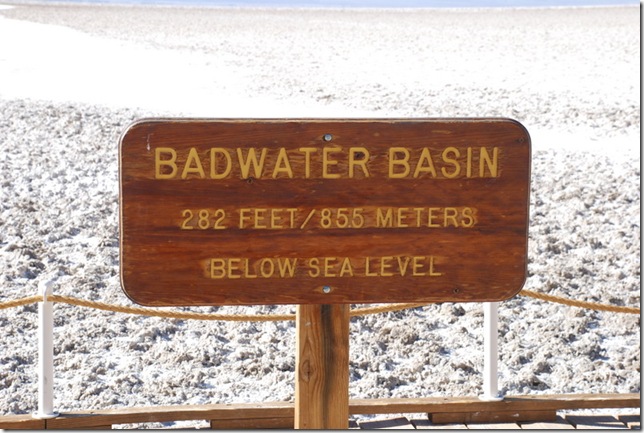 BADWATER BASIN
282 FEET/855 METERS
BELOW SEA LEVEL